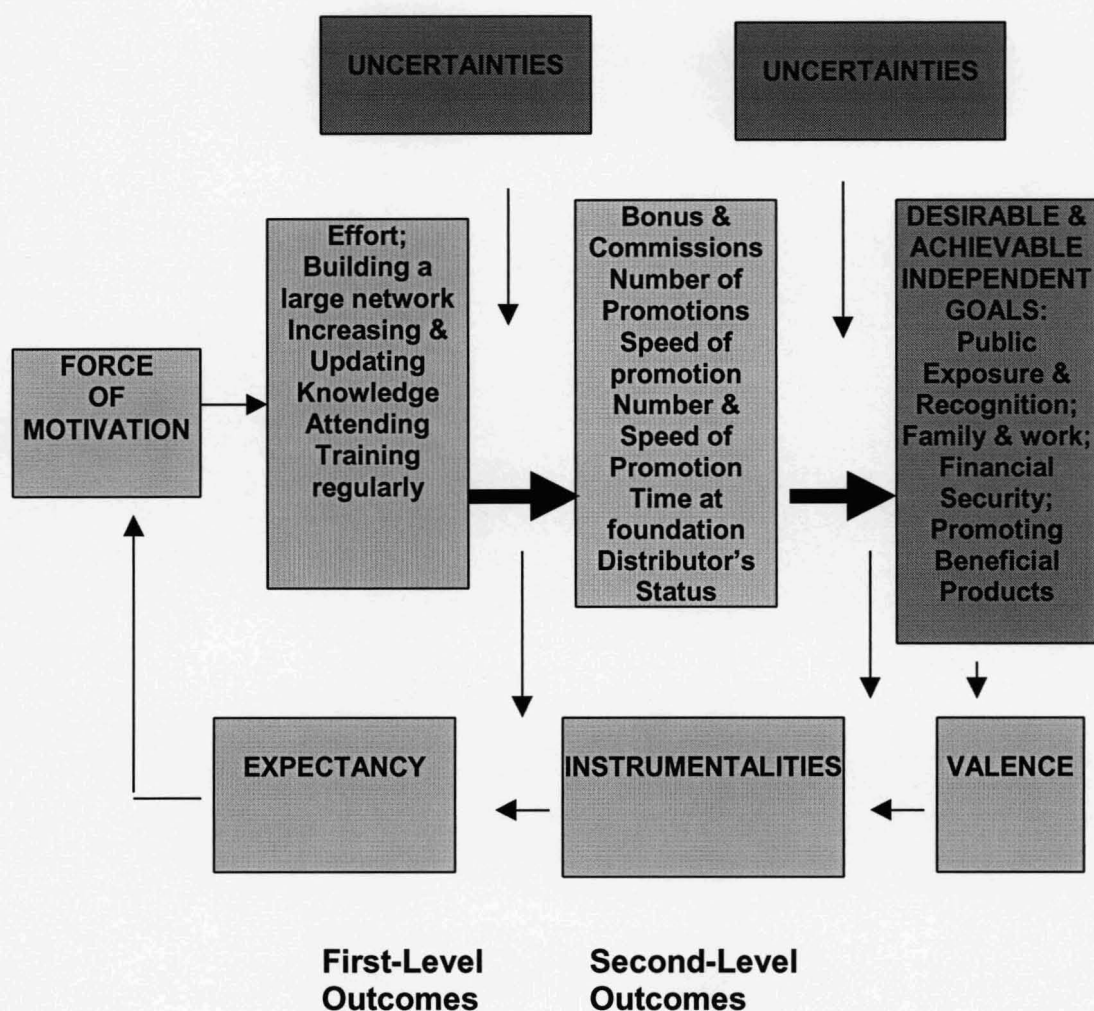 UNCERTAINTIES
UNCERTAINTIES
FORCE
OF
MOTIVATION
Effort;
Building a
large network
Increasing &
Updating
Knowledge
Attending
Training
regularly
Bonus &
Commissions
Number of
Promotions
Speed of
promotion
Number &
Speed of
Promotion
Time at
foundation
Distributor's
Status
DESIRABLE &
ACHIEVABLE
INDEPENDENT
GOALS:
Public
Exposure &
Recognition;
Family & work;
Financial
Security;
Promoting
Beneficial
Products
EXPECTANCY
INSTRUMENTALITIES
VALENCE
First-Level
Outcomes
Second-Level
Outcomes